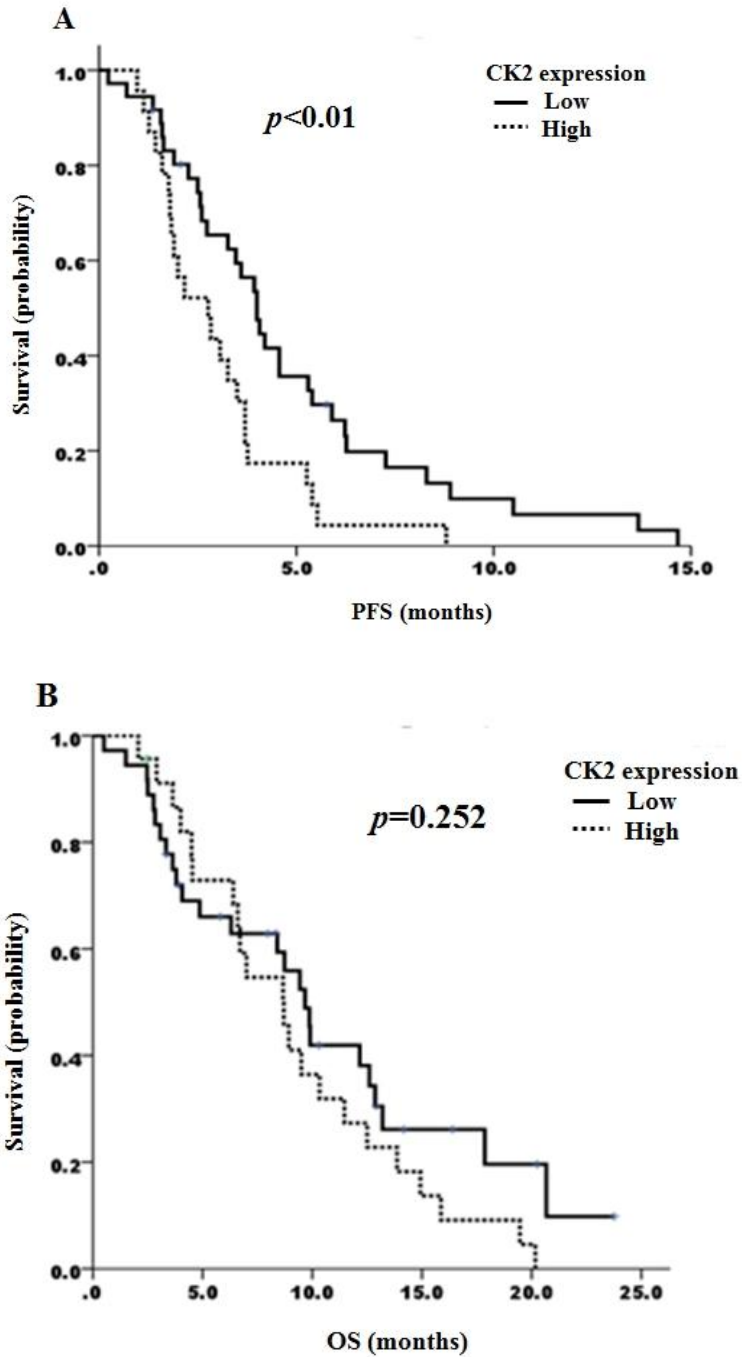 A
CK2 expression
Low
High
p<0.01
1.0
0.8
0.6
0.4
0.2
0.0
Survival (probability)
.0 5.0 10.0 15.0
PFS (months)
B
CK2 expression
Low
High
p=0.252
1.0
0.8
0.6
0.4
0.2
0.0
Survival (probability)
.0 5.0 10.0 15.0 20.0 25.0
OS (months)